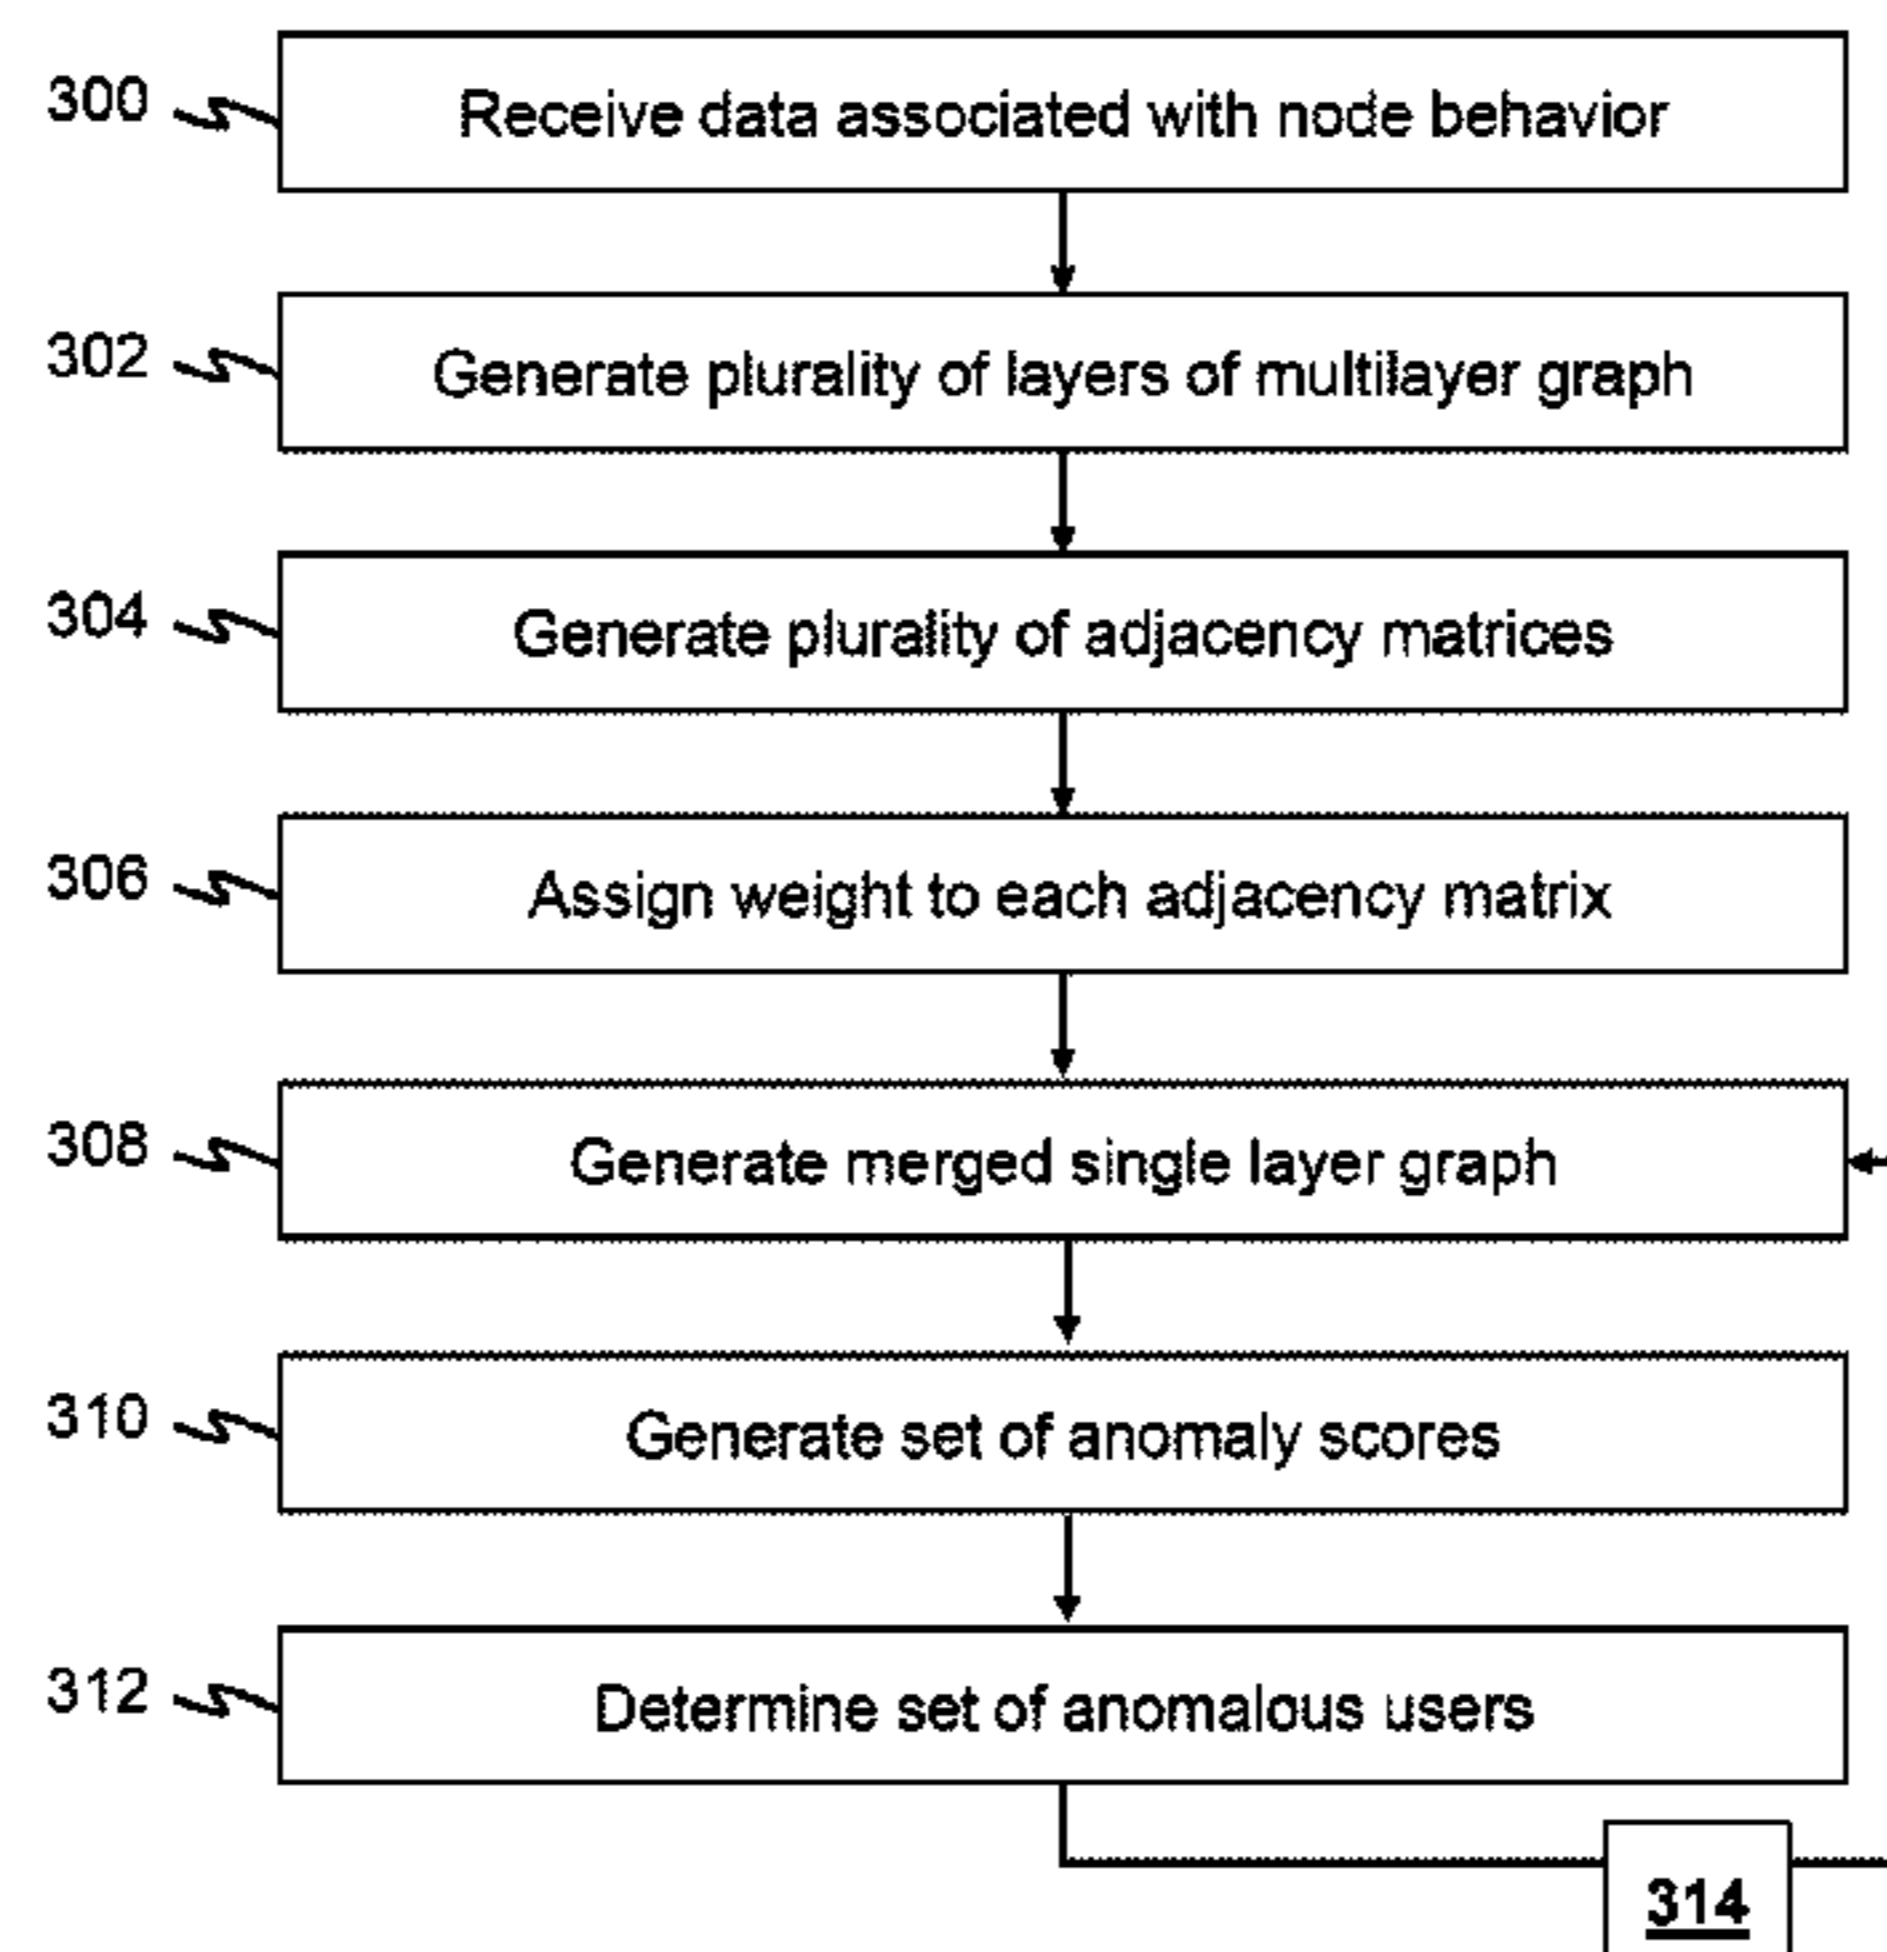 300 Receive data associated with node behavior
302 Generate plurality of layers of multilayer graph
304 Generate plurality of adjacency matrices
306 Assign weight to each adjacency matrix
308 Generate merged single layer graph
310 Generate set of anomaly scores
312 Determine set of anomalous users
314